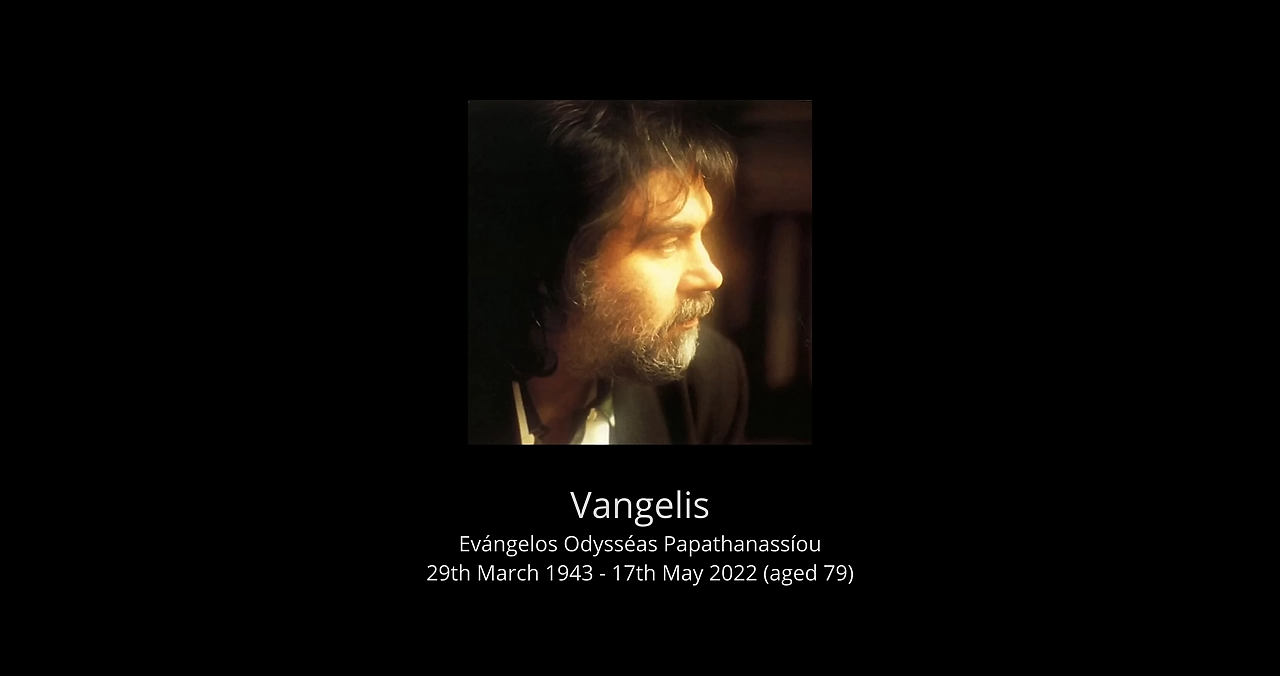 Vangelis
Evángelos Odysséas Papathanassíou
29th March 1943 - 17th May 2022 (aged 79)